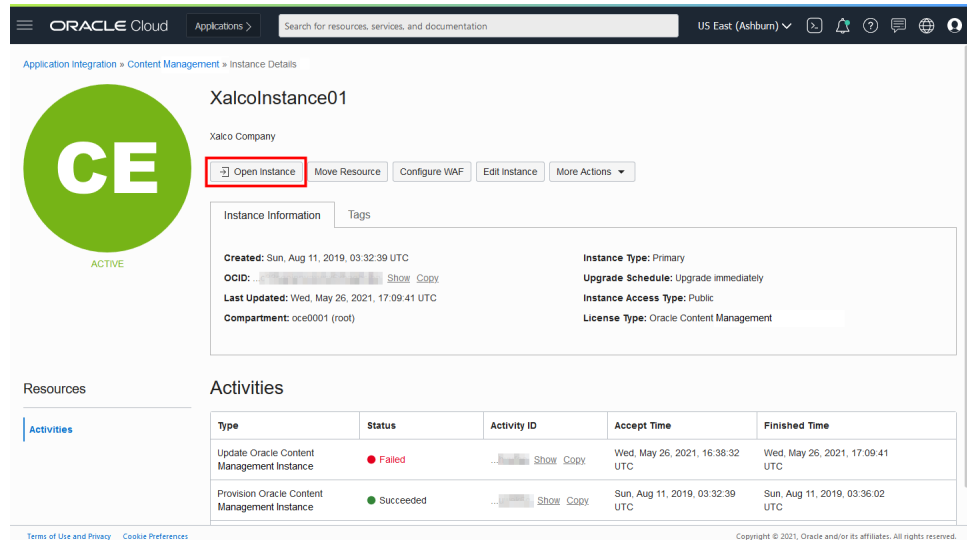 ORACLE Cloud
Applications >
Search for resources, services, and documentation
US East (Ashburn)
Application Integration » Content Management » Instance Details
CE
ACTIVE
XalcoInstance01
Xalco Company
Open Instance
Move Resource
Configure WAF
Edit Instance
More Actions
Instance Information
Tags
Created: Sun, Aug 11, 2019, 03:32:39 UTC
OCID: ... Show Copy
Last Updated: Wed, May 26, 2021, 17:09:41 UTC
Compartment: oce0001 (root)
Instance Type: Primary
Upgrade Schedule: Upgrade immediately
Instance Access Type: Public
License Type: Oracle Content Management
Resources
Activities
Activities
Type Status Activity ID Accept Time Finished Time
Update Oracle Content
Management Instance
Failed
... Show Copy
Wed, May 26, 2021, 16:38:32
UTC
Wed, May 26, 2021, 17:09:41
UTC
Provision Oracle Content
Management Instance
Succeeded
... Show Copy
Sun, Aug 11, 2019, 03:32:39
UTC
Sun, Aug 11, 2019, 03:36:02
UTC
Terms of Use and Privacy Cookie Preferences
Copyright © 2021, Oracle and/or its affiliates. All rights reserved.